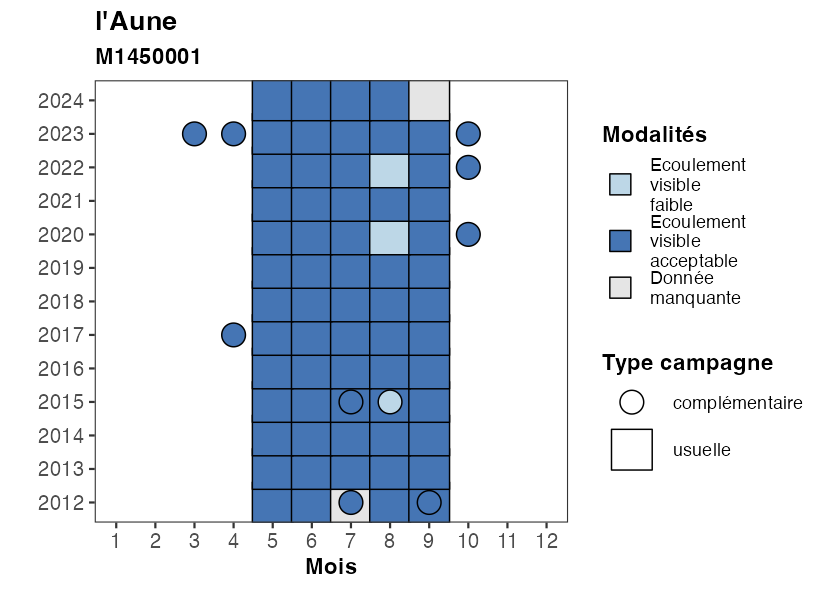 l'Aune
M1450001
2024
2023
2022
2021
2020
2019
2018
2017
2016
2015
2014
2013
2012
1 2 3 4 5 6 7 8 9 10 11 12
Mois
Modalités
Ecoulement
visible
faible
Ecoulement
visible
acceptable
Donnée
manquante
Type campagne
complémentaire
usuelle